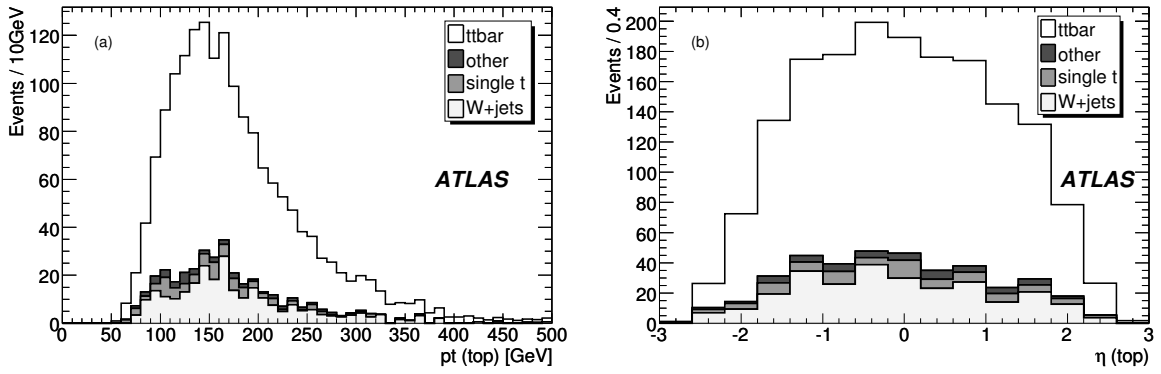 Events / 10GeV
120
100
80
60
40
20
0
(a)
ttbar
other
single t
W+jets
ATLAS
0 50 100 150 200 250 300 350 400 450 500
pt (top) [GeV]
Events / 0.4
200
180
160
140
120
100
80
60
40
20
0
(b)
ttbar
other
single t
W+jets
ATLAS
-3 -2 -1 0 1 2 3
η (top)